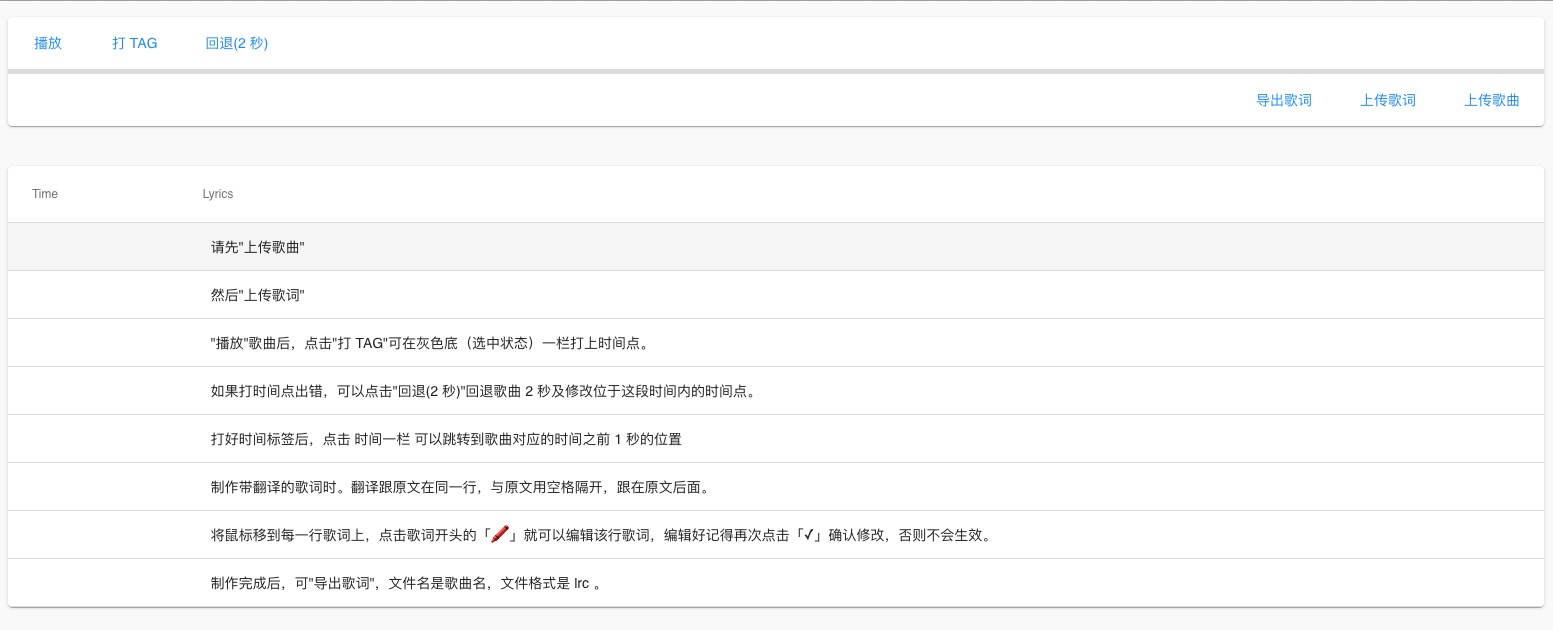 播放 打 TAG 回退(2 秒)
导出歌词 上传歌词 上传歌曲
Time Lyrics
请先"上传歌曲"
然后"上传歌词"
"播放"歌曲后，点击"打 TAG"可在灰色底（选中状态）一栏打上时间点。
如果打时间点出错，可以点击"回退(2 秒)"回退歌曲 2 秒及修改位于这段时间内的时间点。
打好时间标签后，点击 时间一栏 可以跳转到歌曲对应的时间之前 1 秒的位置
制作带翻译的歌词时。翻译跟原文在同一行，与原文用空格隔开，跟在原文后面。
将鼠标移到每一行歌词上，点击歌词开头的「🖍」就可以编辑该行歌词，编辑好记得再次点击「✓」确认修改，否则不会生效。
制作完成后，可"导出歌词"，文件名是歌曲名，文件格式是 lrc 。